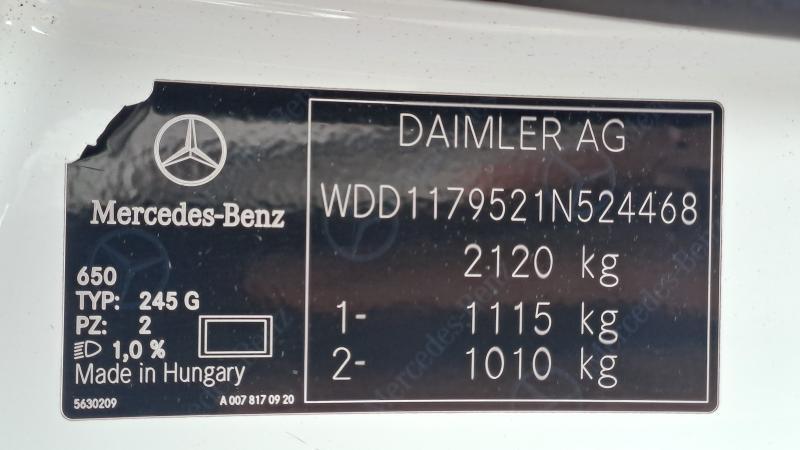 Mercedes-Benz
650
TYP: 245 G
PZ: 2
1,0 %
Made in Hungary
5630209
A 007 817 09 20
DAIMLER AG
WDD1179521N524468
2120 kg
1- 1115 kg
2- 1010 kg